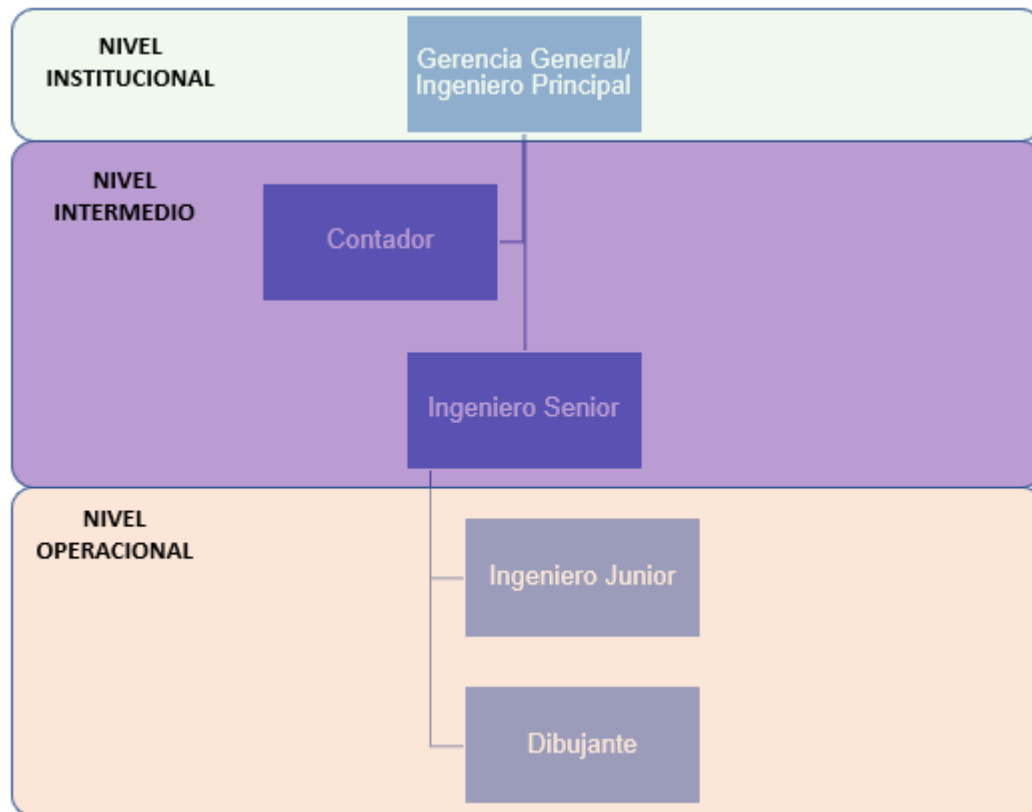 NIVEL
INSTITUCIONAL
Gerencia General/
Ingeniero Principal
NIVEL
INTERMEDIO
Contador
Ingeniero Senior
NIVEL
OPERACIONAL
Ingeniero Junior
Dibujante